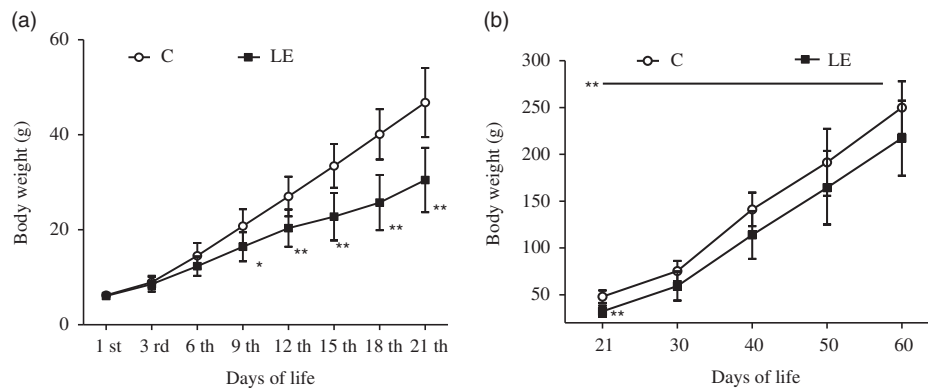 (a)
60
40
20
0
Body weight (g)
C LE
*
**
**
**
**
1 st 3 rd 6 th 9 th 12 th 15 th 18 th 21 th
Days of life
(b)
300
250
200
150
100
50
Body weight (g)
C LE
**
**
21 30 40 50 60
Days of life